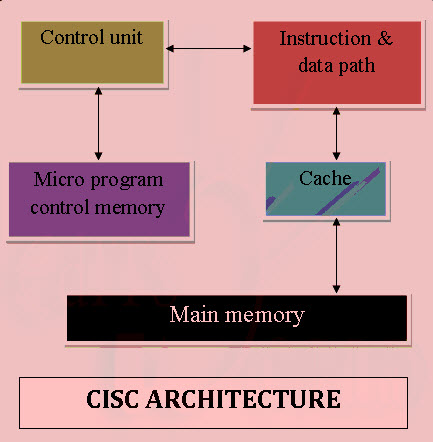 Control unit
Instruction &
data path
Micro program
control memory
Cache
Main memory
CISC ARCHITECTURE